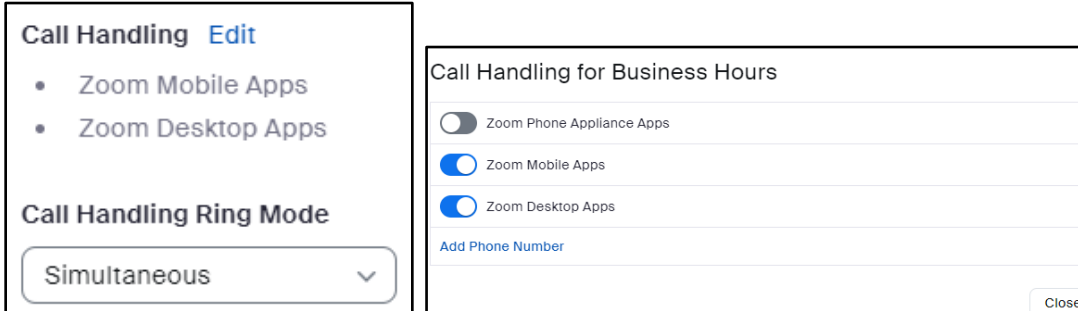 Call Handling Edit
Zoom Mobile Apps
Zoom Desktop Apps
Call Handling Ring Mode
Simultaneous
Call Handling for Business Hours
Zoom Phone Appliance Apps
Zoom Mobile Apps
Zoom Desktop Apps
Add Phone Number
Close